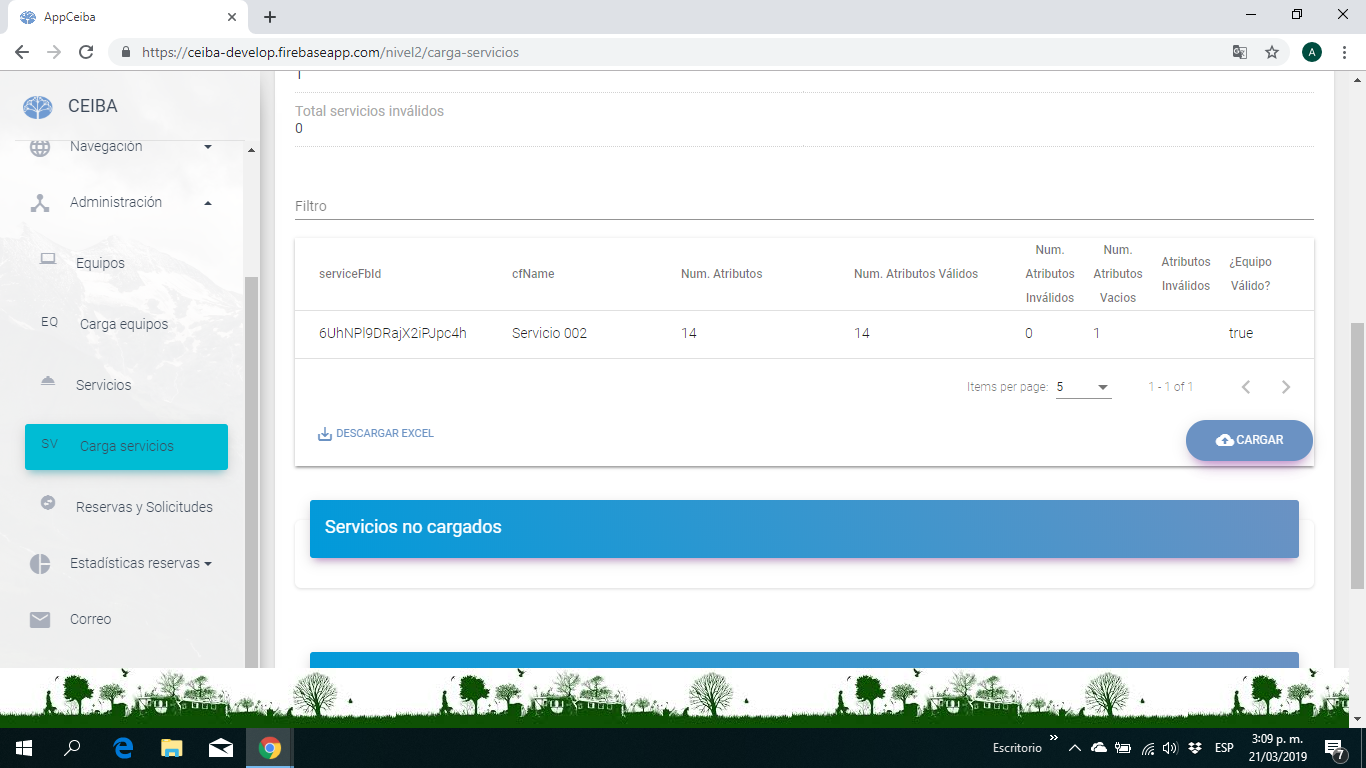 AppCeiba
https://ceiba-develop.firebaseapp.com/nivel2/carga-servicios
A
CEIBA
Navegación
Administración
Equipos
EQ Carga equipos
Servicios
SV Carga servicios
Reservas y Solicitudes
Estadísticas reservas
Correo
1
Total servicios inválidos
0
Filtro
serviceFbId cfName Num. Atributos Num. Atributos Válidos Num. Atributos Inválidos Num. Atributos Vacios Atributos Inválidos ¿Equipo Válido?
6UhNPl9DRajX2iPJpc4h Servicio 002 14 14 0 1 true
Items per page: 5 1 - 1 of 1
DESCARGAR EXCEL
CARGAR
Servicios no cargados
Escritorio
ESP
3:09 p. m.
21/03/2019
7